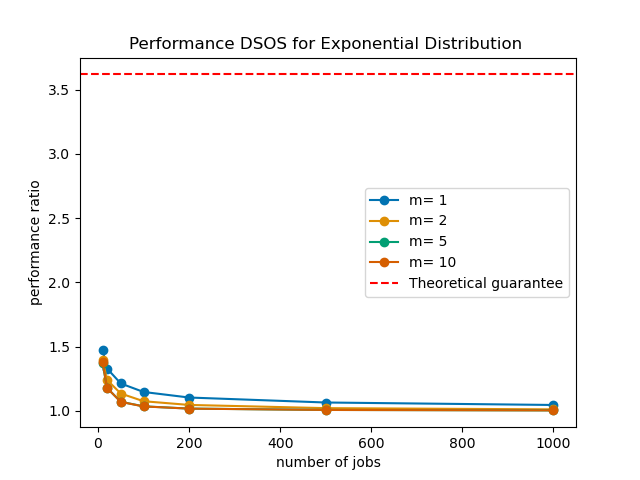 Performance DSOS for Exponential Distribution
performance ratio
3.5
3.0
2.5
2.0
1.5
1.0
m= 1
m= 2
m= 5
m= 10
Theoretical guarantee
0 200 400 600 800 1000
number of jobs